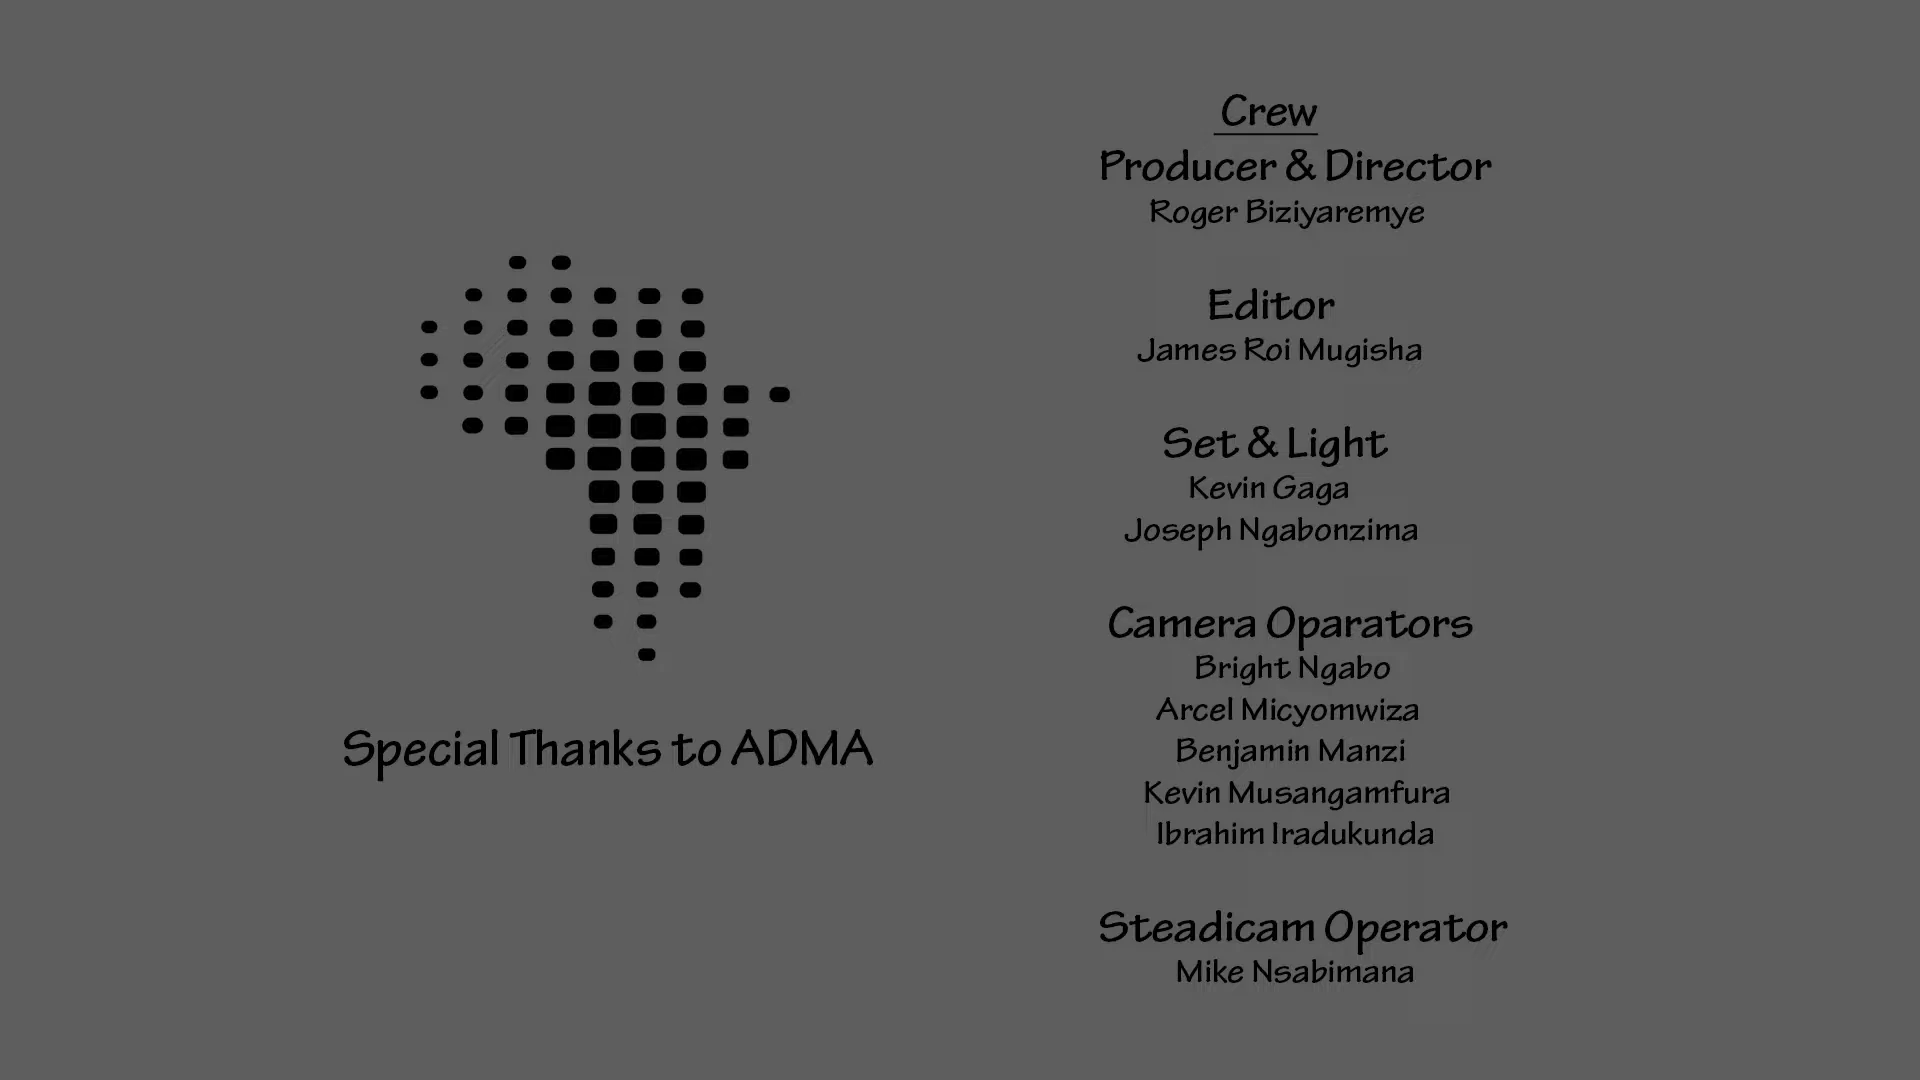 Special Thanks to ADMA
Crew
Producer & Director
Roger Biziyaremye
Editor
James Roi Mugisha
Set & Light
Kevin Gaga
Joseph Ngabonzima
Camera Oparators
Bright Ngabo
Arcel Micyomwiza
Benjamin Manzi
Kevin Musangamfura
Ibrahim Iradukunda
Steadicam Operator
Mike Nsabimana